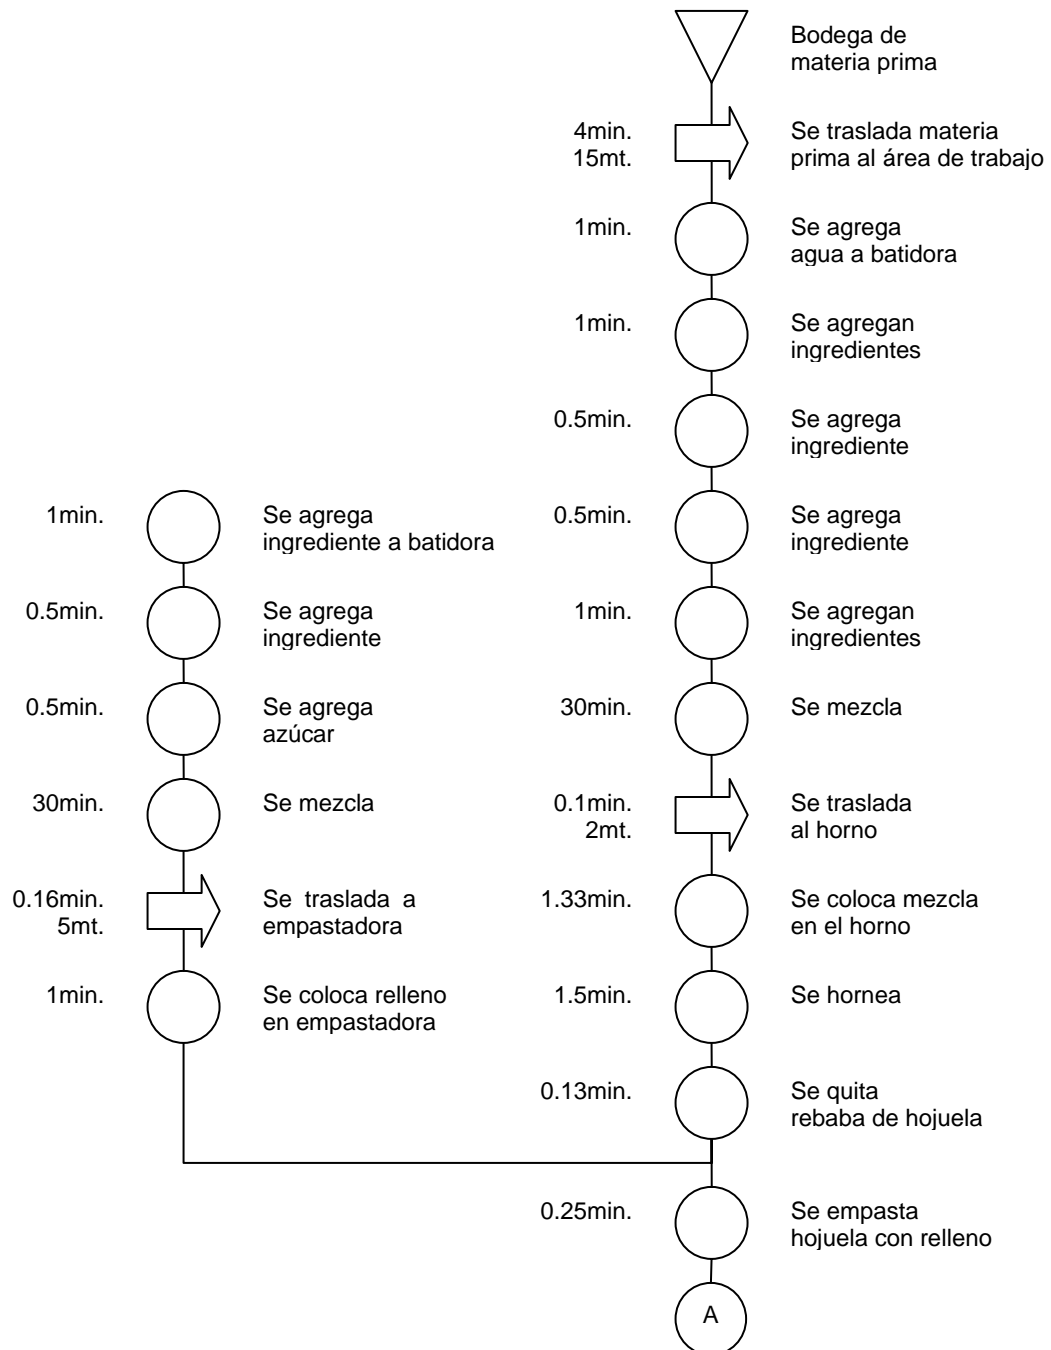 Bodega de
materia prima
4min.
15mt.
Se traslada materia
prima al área de trabajo
1min.
Se agrega
agua a batidora
1min.
Se agregan
ingredientes
0.5min.
Se agrega
ingrediente
1min.
Se agrega
ingrediente a batidora
0.5min.
Se agrega
ingrediente
0.5min.
Se agrega
ingrediente
1min.
Se agregan
ingredientes
0.5min.
Se agrega
azúcar
30min.
Se mezcla
30min.
Se mezcla
0.1min.
2mt.
Se traslada
al horno
0.16min.
5mt.
Se traslada a
empastadora
1.33min.
Se coloca mezcla
en el horno
1min.
Se coloca relleno
en empastadora
1.5min.
Se hornea
0.13min.
Se quita
rebaba de hojuela
0.25min.
Se empasta
hojuela con relleno
A